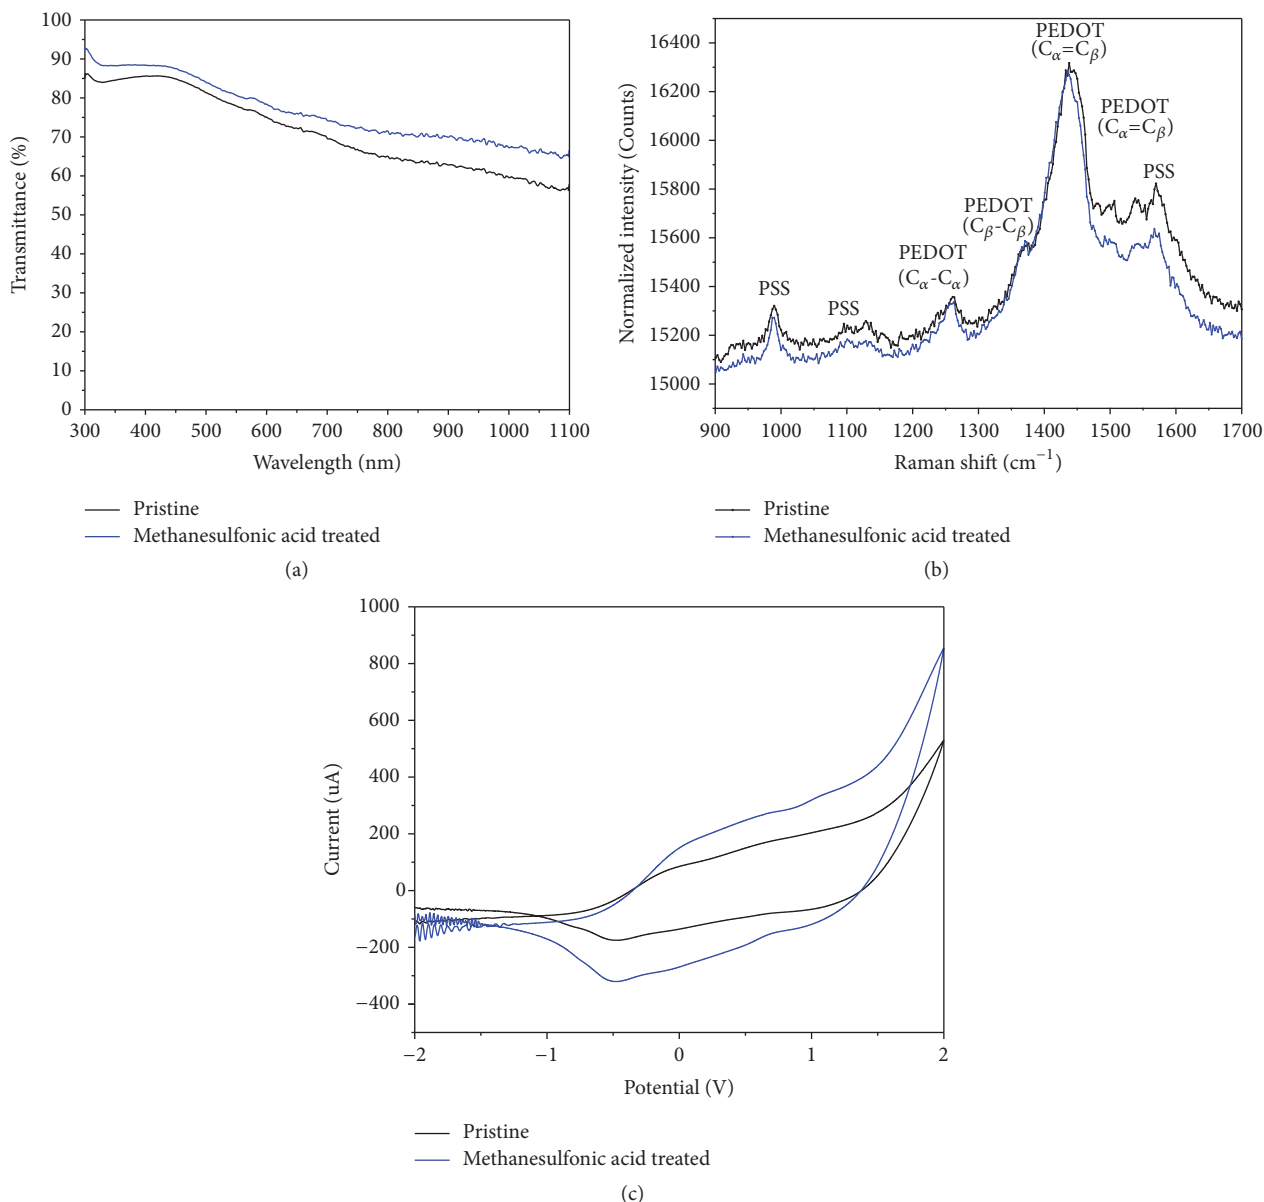 100
90
80
70
60
50
40
30
20
10
0
Transmittance (%)
300 400 500 600 700 800 900 1000 1100
Wavelength (nm)
Pristine
Methanesulfonic acid treated
(a)
16400
16200
16000
15800
15600
15400
15200
15000
Normalized intensity (Counts)
PEDOT
(Cα=Cβ)
PEDOT
(Cα=Cβ)
PSS
PEDOT
(Cβ-Cβ)
PEDOT
(Cα-Cα)
PSS
PSS
900 1000 1100 1200 1300 1400 1500 1600 1700
Raman shift (cm⁻¹)
Pristine
Methanesulfonic acid treated
(b)
1000
800
600
400
200
0
−200
−400
Current (uA)
−2 −1 0 1 2
Potential (V)
Pristine
Methanesulfonic acid treated
(c)